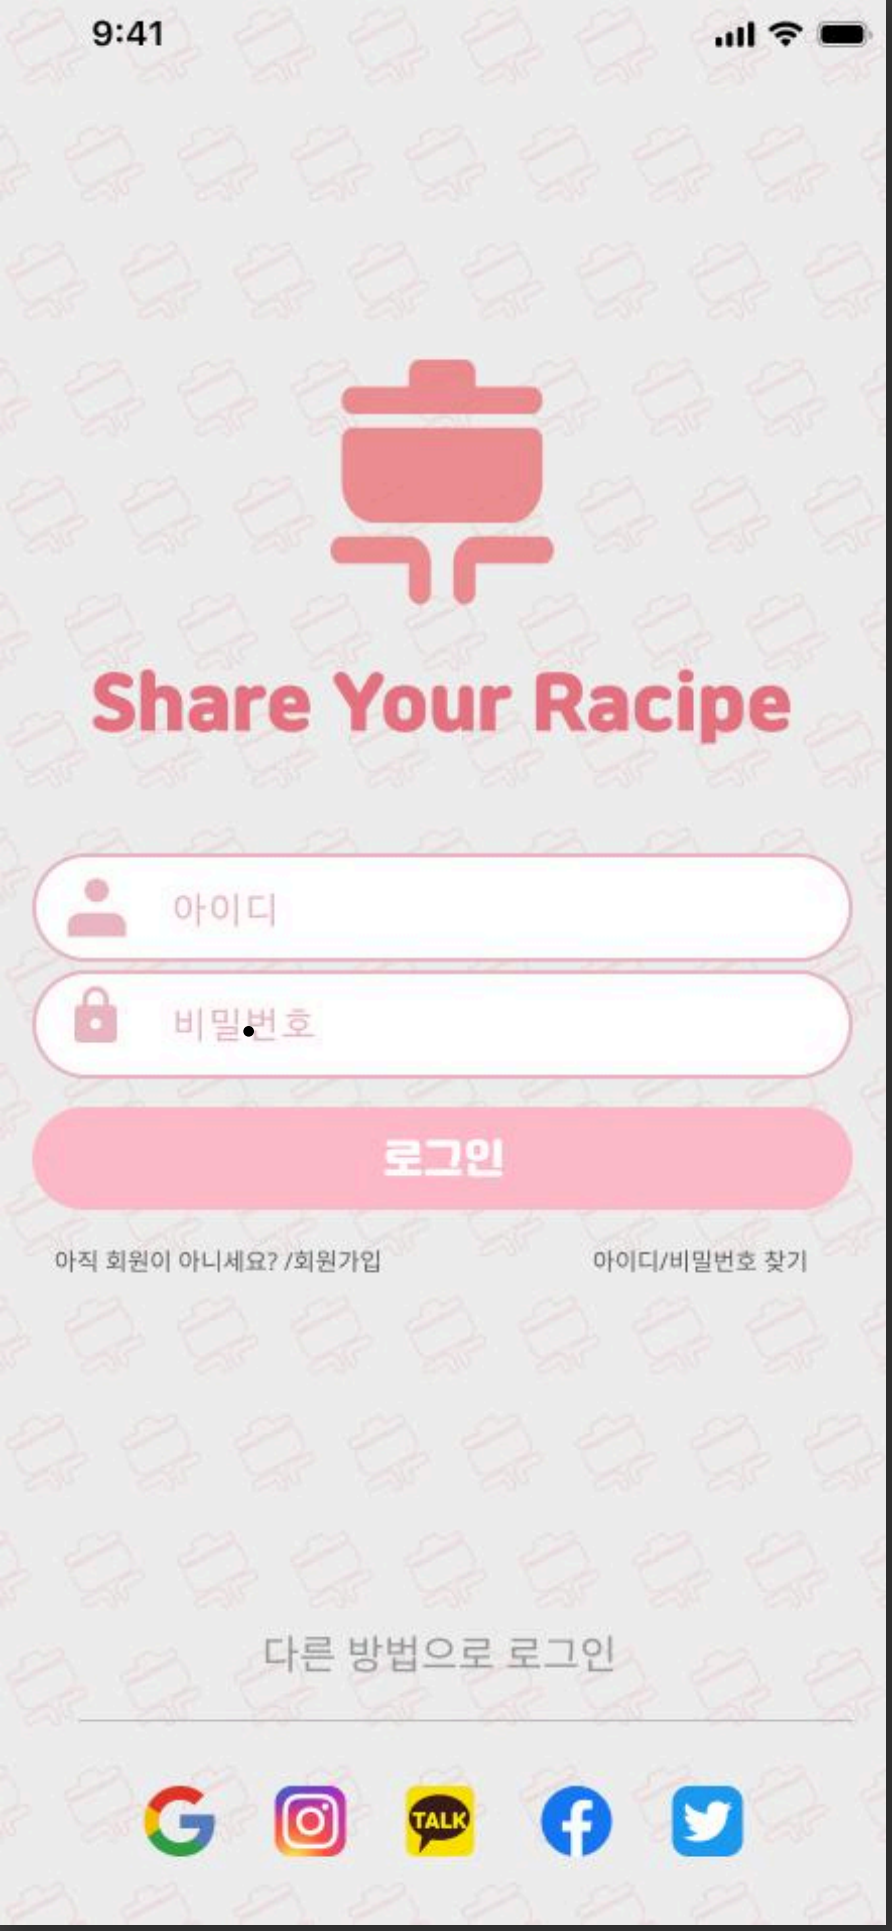 9:41
Share Your Racipe
아이디
비밀번호
로그인
아직 회원이 아니세요? /회원가입
아이디/비밀번호 찾기
다른 방법으로 로그인
TALK